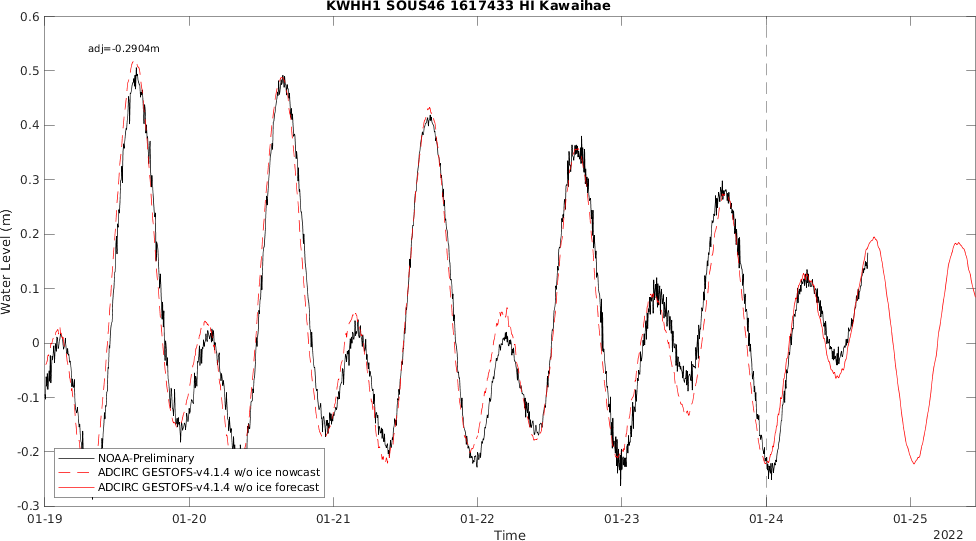 KWHH1 SOUS46 1617433 HI Kawaihae
adj=-0.2904m
0.6
0.5
0.4
0.3
0.2
0.1
0
-0.1
-0.2
-0.3
Water Level (m)
NOAA-Preliminary
ADCIRC GESTOFS-v4.1.4 w/o ice nowcast
ADCIRC GESTOFS-v4.1.4 w/o ice forecast
01-19 01-20 01-21 01-22 01-23 01-24 01-25
Time
2022